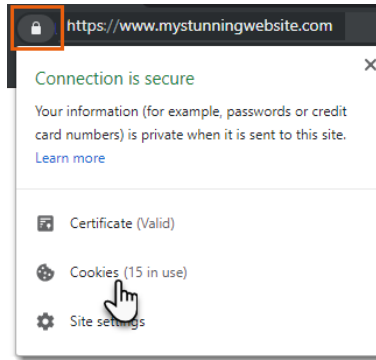 https://www.mystunningwebsite.com
Connection is secure
Your information (for example, passwords or credit
card numbers) is private when it is sent to this site.
Learn more
Certificate (Valid)
Cookies (15 in use)
Site settings